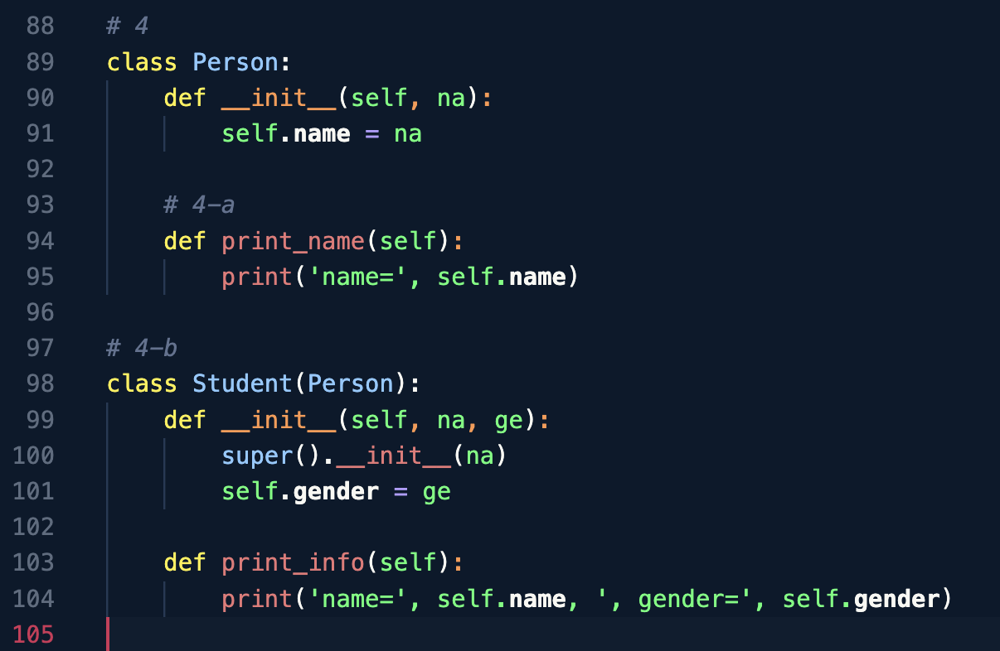 88 # 4
89 class Person:
90     def __init__(self, na):
91         self.name = na
92
93     # 4-a
94     def print_name(self):
95         print('name=', self.name)
96
97 # 4-b
98 class Student(Person):
99     def __init__(self, na, ge):
100         super().__init__(na)
101         self.gender = ge
102
103     def print_info(self):
104         print('name=', self.name, ', gender=', self.gender)
105